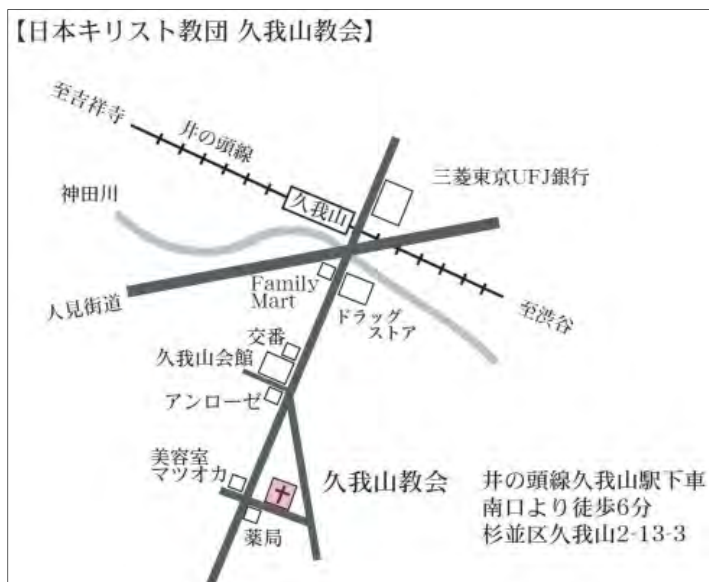 【日本キリスト教団 久我山教会】
至吉祥寺
井の頭線
三菱東京UFJ銀行
神田川
久我山
Family
Mart
人見街道
ドラッグ
ストア
至渋谷
交番
久我山会館
アンローゼ
美容室
マツオカ
久我山教会
薬局
井の頭線久我山駅下車
南口より徒歩6分
杉並区久我山2-13-3